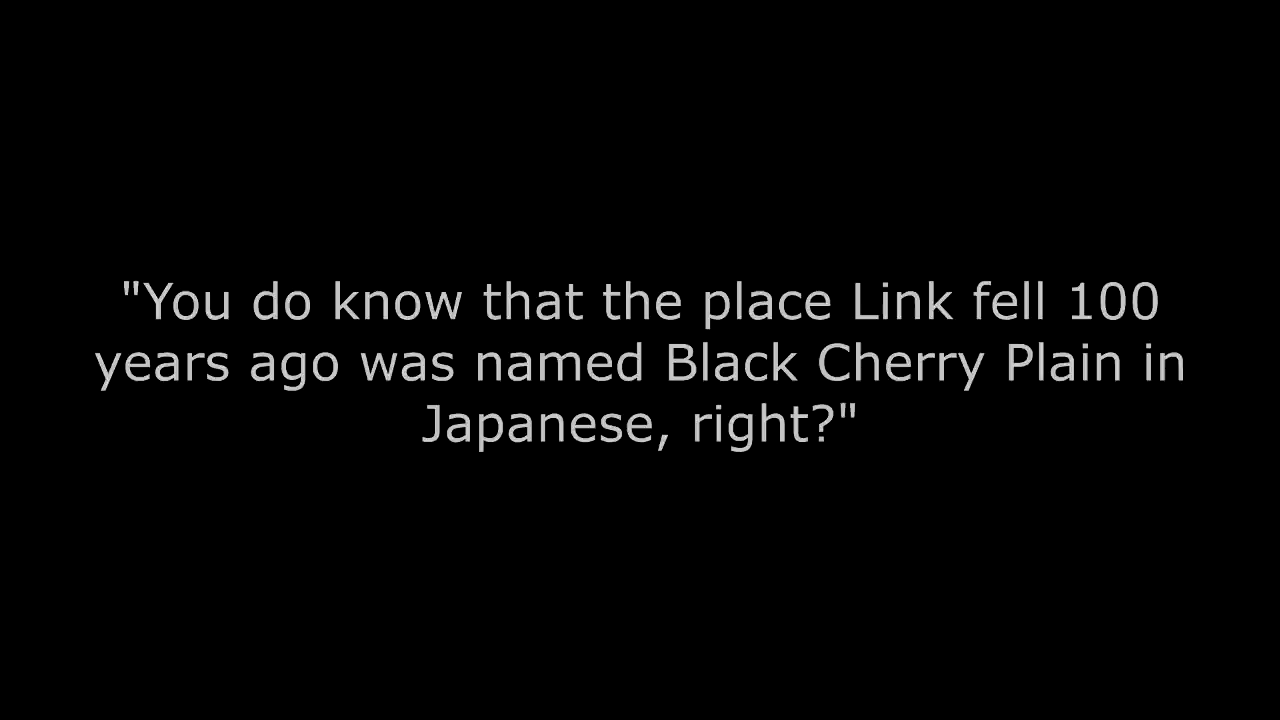 "You do know that the place Link fell 100
years ago was named Black Cherry Plain in
Japanese, right?"